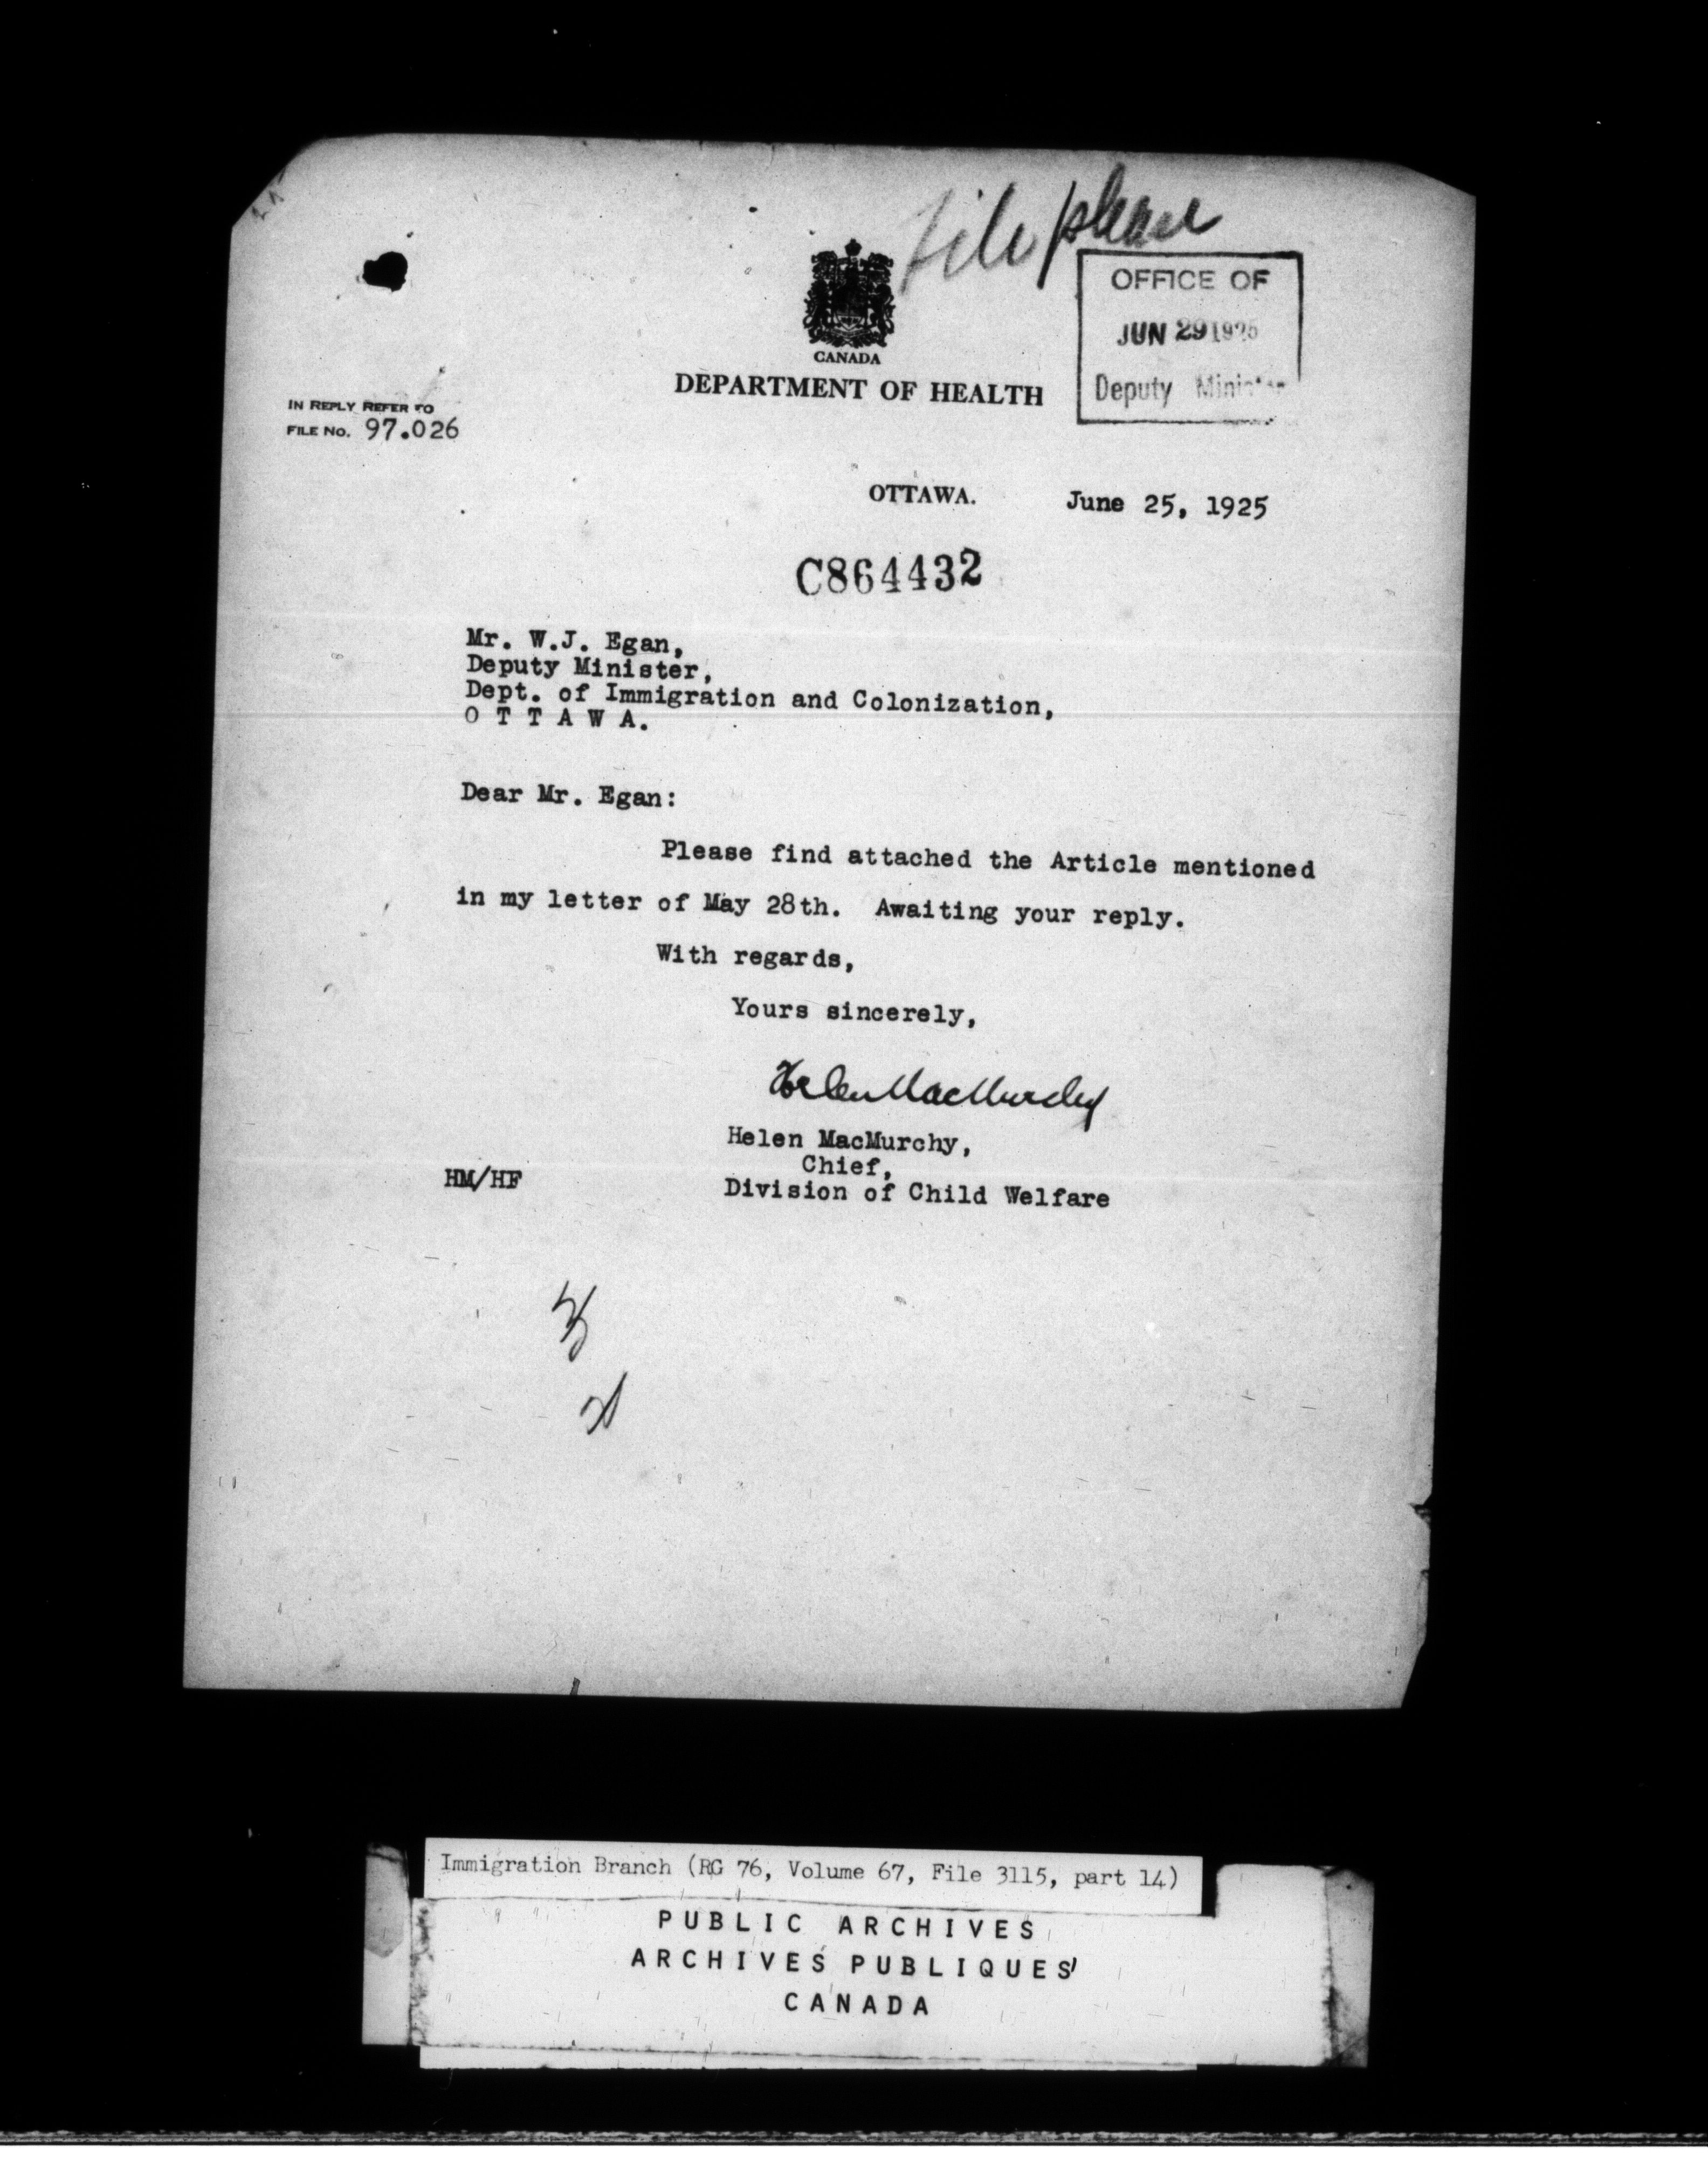 file please
OFFICE OF
JUN 29 1925
Deputy Minister
CANADA
DEPARTMENT OF HEALTH
IN REPLY REFER TO
FILE No. 97.026
OTTAWA. June 25, 1925
C864432
Mr. W.J. Egan,
Deputy Minister,
Dept. of Immigration and Colonization,
O T T A W A.
Dear Mr. Egan:
Please find attached the Article mentioned
in my letter of May 28th. Awaiting your reply.
With regards,
Yours sincerely,
Helen MacMurchy
Helen MacMurchy,
Chief,
HM/HF
Division of Child Welfare
Immigration Branch (RG 76, Volume 67, File 3115, part 14)
PUBLIC ARCHIVES
ARCHIVES PUBLIQUES
CANADA